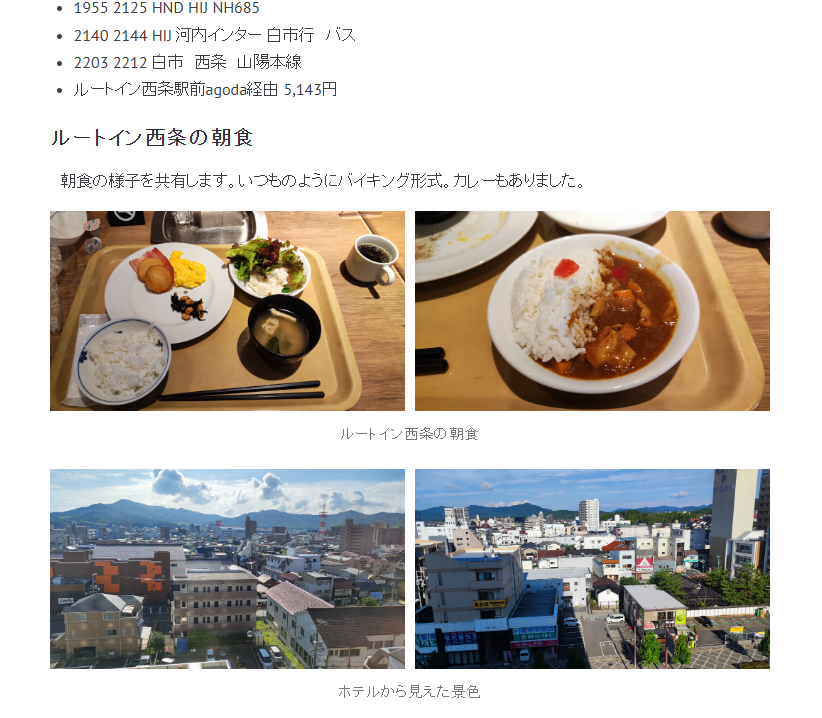 1955 2125 HND HIJ NH685
2140 2144 HIJ 河内インター 白市行　バス
2203 2212 白市　西条　山陽本線
ルートイン西条駅前agoda経由 5,143円
ルートイン西条の朝食
朝食の様子を共有します。いつものようにバイキング形式。カレーもありました。
ルートイン西条の朝食
ホテルから見えた景色